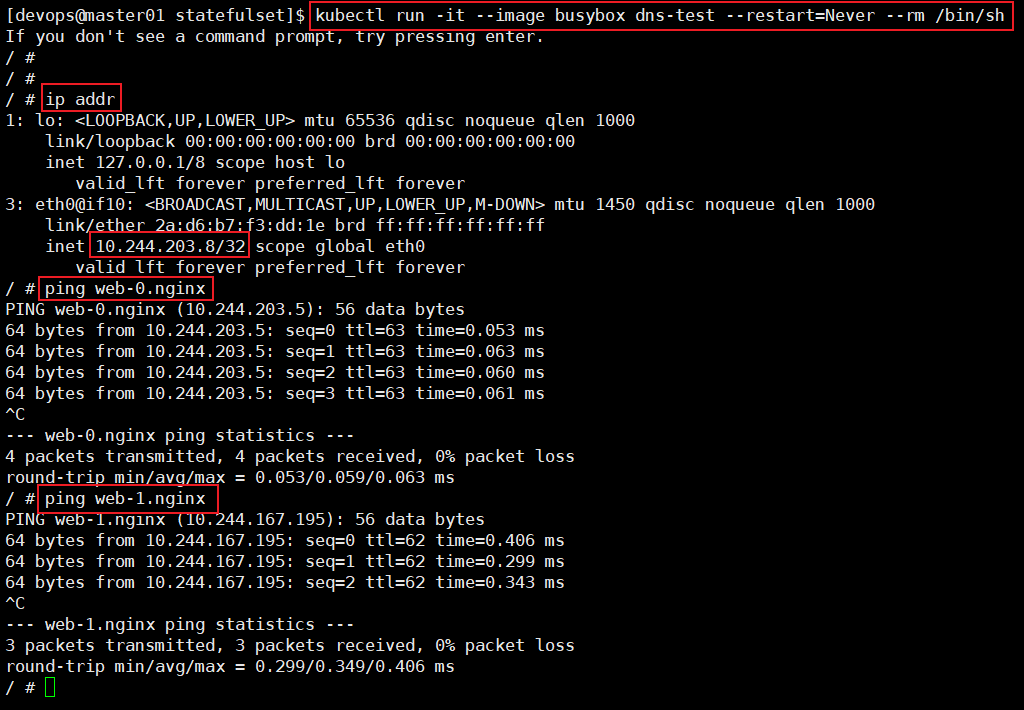 [devops@master01 statefulset]$ kubectl run -it --image busybox dns-test --restart=Never --rm /bin/sh
If you don't see a command prompt, try pressing enter.
/ #
/ #
/ # ip addr
1: lo: <LOOPBACK,UP,LOWER_UP> mtu 65536 qdisc noqueue qlen 1000
    link/loopback 00:00:00:00:00:00 brd 00:00:00:00:00:00
    inet 127.0.0.1/8 scope host lo
       valid_lft forever preferred_lft forever
3: eth0@if10: <BROADCAST,MULTICAST,UP,LOWER_UP,M-DOWN> mtu 1450 qdisc noqueue qlen 1000
    link/ether 2a:d6:b7:f3:dd:1e brd ff:ff:ff:ff:ff:ff
    inet 10.244.203.8/32 scope global eth0
       valid_lft forever preferred_lft forever
/ # ping web-0.nginx
PING web-0.nginx (10.244.203.5): 56 data bytes
64 bytes from 10.244.203.5: seq=0 ttl=63 time=0.053 ms
64 bytes from 10.244.203.5: seq=1 ttl=63 time=0.063 ms
64 bytes from 10.244.203.5: seq=2 ttl=63 time=0.060 ms
64 bytes from 10.244.203.5: seq=3 ttl=63 time=0.061 ms
^C
--- web-0.nginx ping statistics ---
4 packets transmitted, 4 packets received, 0% packet loss
round-trip min/avg/max = 0.053/0.059/0.063 ms
/ # ping web-1.nginx
PING web-1.nginx (10.244.167.195): 56 data bytes
64 bytes from 10.244.167.195: seq=0 ttl=62 time=0.406 ms
64 bytes from 10.244.167.195: seq=1 ttl=62 time=0.299 ms
64 bytes from 10.244.167.195: seq=2 ttl=62 time=0.343 ms
^C
--- web-1.nginx ping statistics ---
3 packets transmitted, 3 packets received, 0% packet loss
round-trip min/avg/max = 0.299/0.349/0.406 ms
/ #